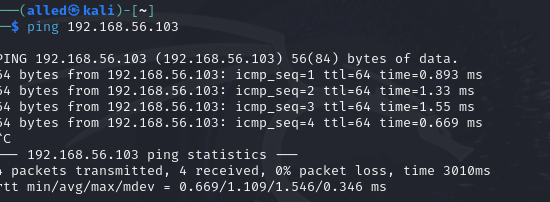 ──(alled㉿kali)-[~]
─$ ping 192.168.56.103
PING 192.168.56.103 (192.168.56.103) 56(84) bytes of data.
64 bytes from 192.168.56.103: icmp_seq=1 ttl=64 time=0.893 ms
64 bytes from 192.168.56.103: icmp_seq=2 ttl=64 time=1.33 ms
64 bytes from 192.168.56.103: icmp_seq=3 ttl=64 time=1.55 ms
64 bytes from 192.168.56.103: icmp_seq=4 ttl=64 time=0.669 ms
^C
--- 192.168.56.103 ping statistics ---
4 packets transmitted, 4 received, 0% packet loss, time 3010ms
rtt min/avg/max/mdev = 0.669/1.109/1.546/0.346 ms